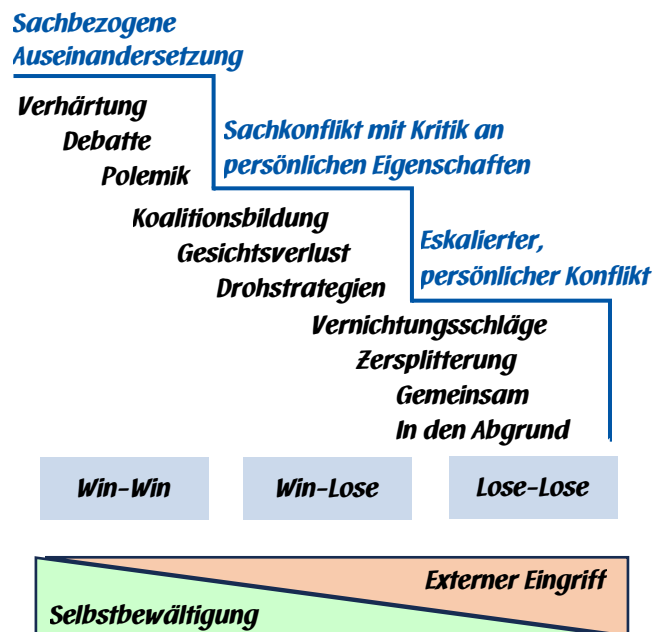 Sachbezogene
Auseinandersetzung
Verhärtung
Debatte
Polemik
Sachkonflikt mit Kritik an
persönlichen Eigenschaften
Koalitionsbildung
Gesichtsverlust
Drohstrategien
Eskalierter,
persönlicher Konflikt
Vernichtungsschläge
Zersplitterung
Gemeinsam
In den Abgrund
Win-Win
Win-Lose
Lose-Lose
Externer Eingriff
Selbstbewältigung